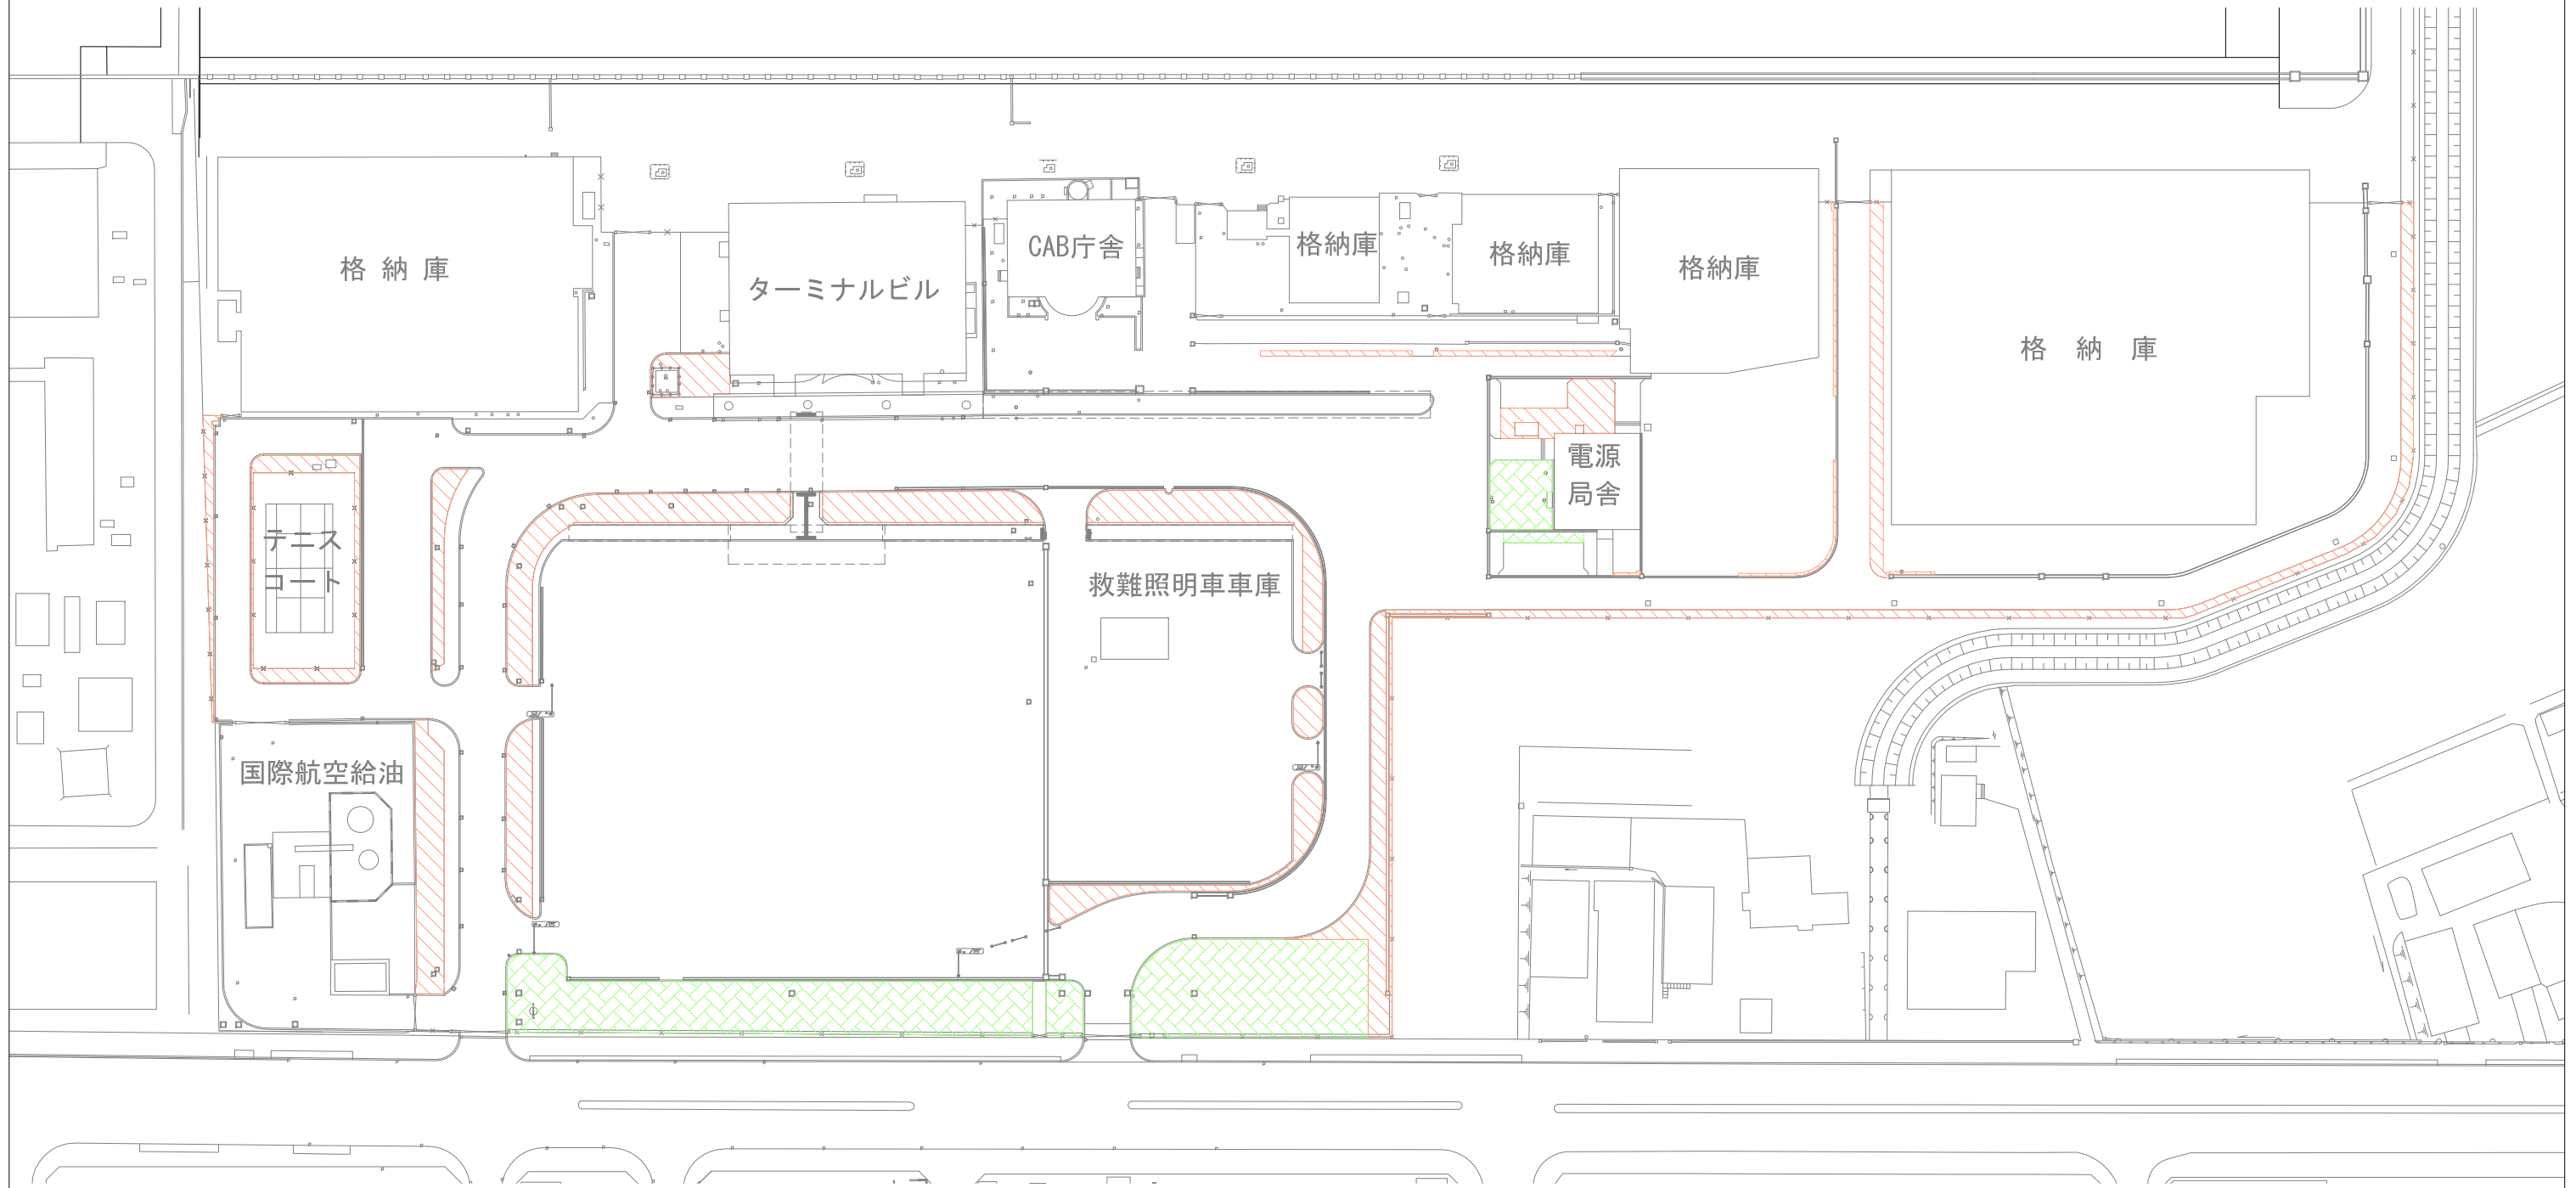 格納庫
ターミナルビル
CAB庁舎
格納庫
格納庫
格納庫
格納庫
電源
局舎
テニス
コート
救難照明車車庫
国際航空給油